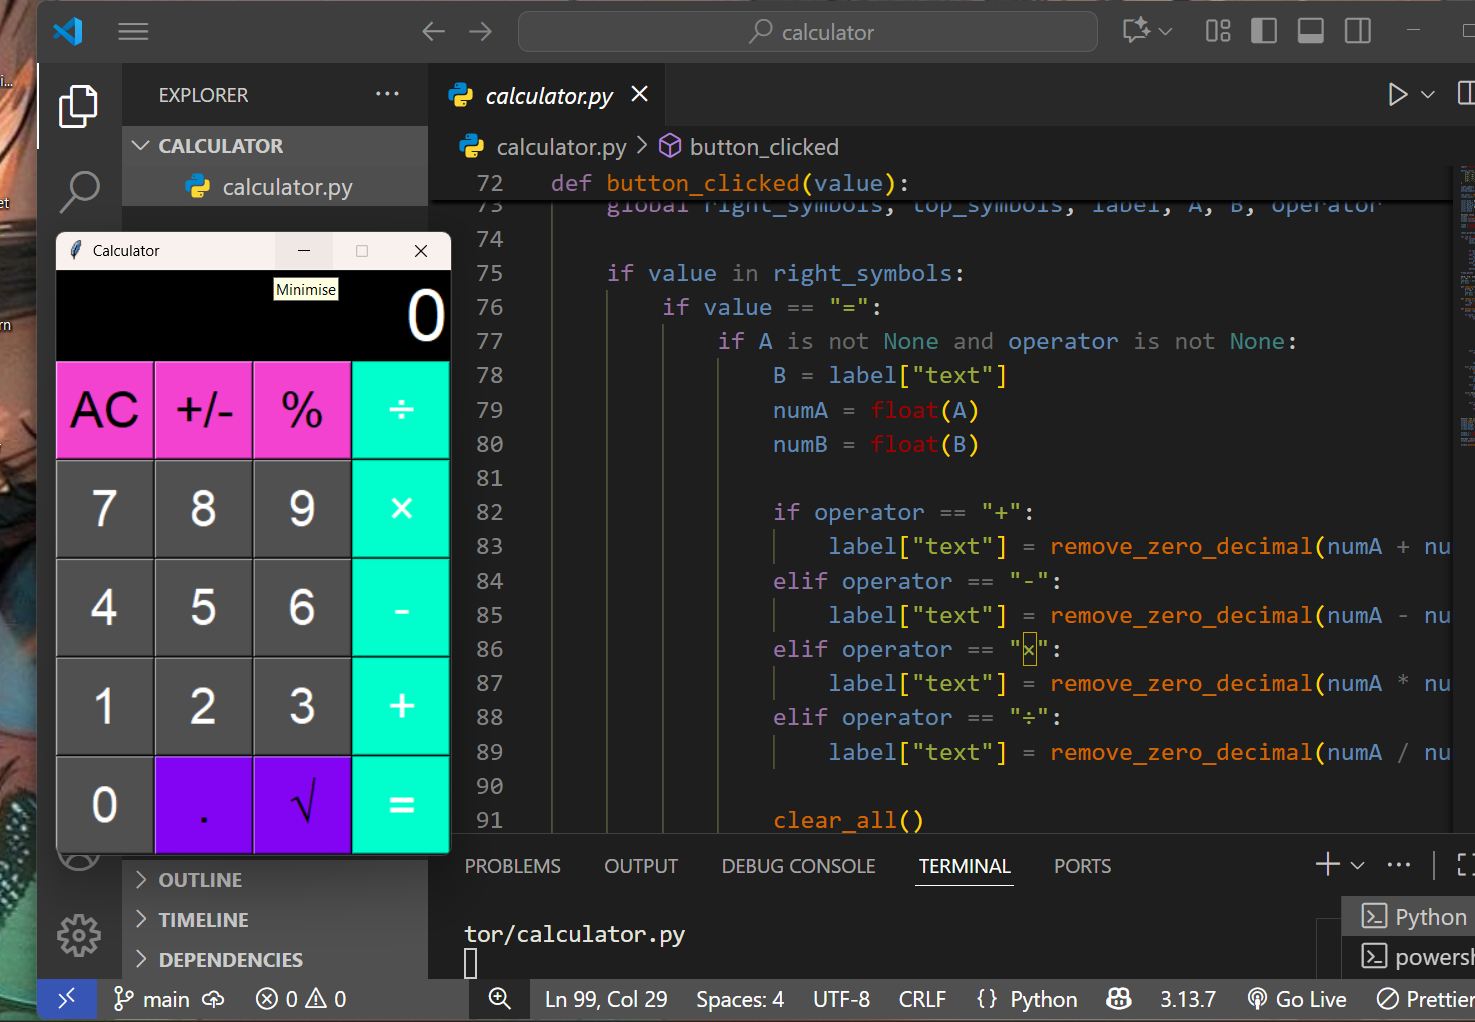 calculator
i...
EXPLORER
calculator.py
CALCULATOR
calculator.py > button_clicked
calculator.py
72 def button_clicked(value):
73 global right_symbols, top_symbols, label, A, B, operator
74
75 if value in right_symbols:
76 if value == "=":
77 if A is not None and operator is not None:
78 B = label["text"]
79 numA = float(A)
80 numB = float(B)
81
82 if operator == "+":
83 label["text"] = remove_zero_decimal(numA + nu
84 elif operator == "-":
85 label["text"] = remove_zero_decimal(numA - nu
86 elif operator == "×":
87 label["text"] = remove_zero_decimal(numA * nu
88 elif operator == "÷":
89 label["text"] = remove_zero_decimal(numA / nu
90
91 clear_all()
et
rn
Calculator
Minimise
0
AC +/- % ÷
7 8 9 ×
4 5 6 -
1 2 3 +
0 . √ =
OUTLINE
TIMELINE
DEPENDENCIES
PROBLEMS OUTPUT DEBUG CONSOLE TERMINAL PORTS
tor/calculator.py
Python
powersh
main 0 0 Ln 99, Col 29 Spaces: 4 UTF-8 CRLF {} Python 3.13.7 Go Live Prettier